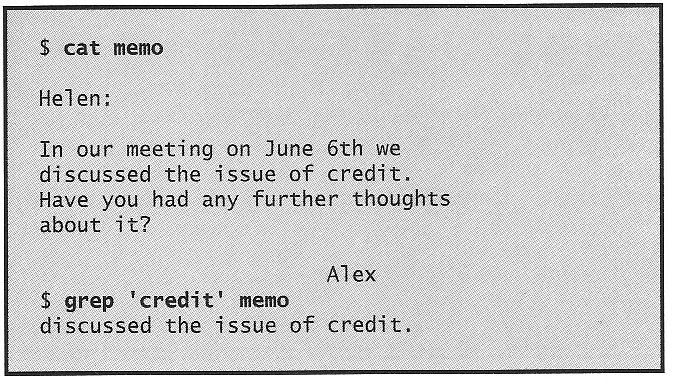 $ cat memo
Helen:
In our meeting on June 6th we
discussed the issue of credit.
Have you had any further thoughts
about it?
Alex
$ grep 'credit' memo
discussed the issue of credit.